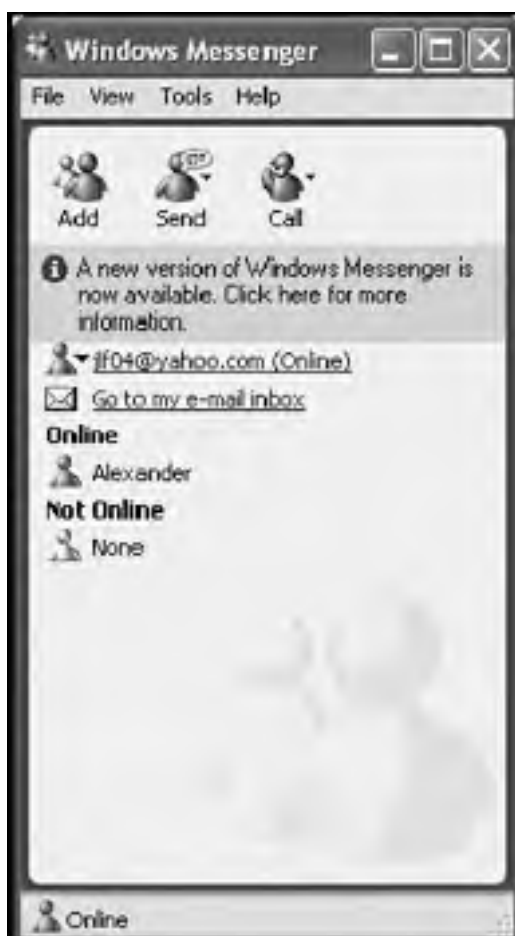 Windows Messenger
File View Tools Help
Add Send Call
A new version of Windows Messenger is
now available. Click here for more
information.
jlf04@yahoo.com (Online)
Go to my e-mail inbox
Online
Alexander
Not Online
None
Online